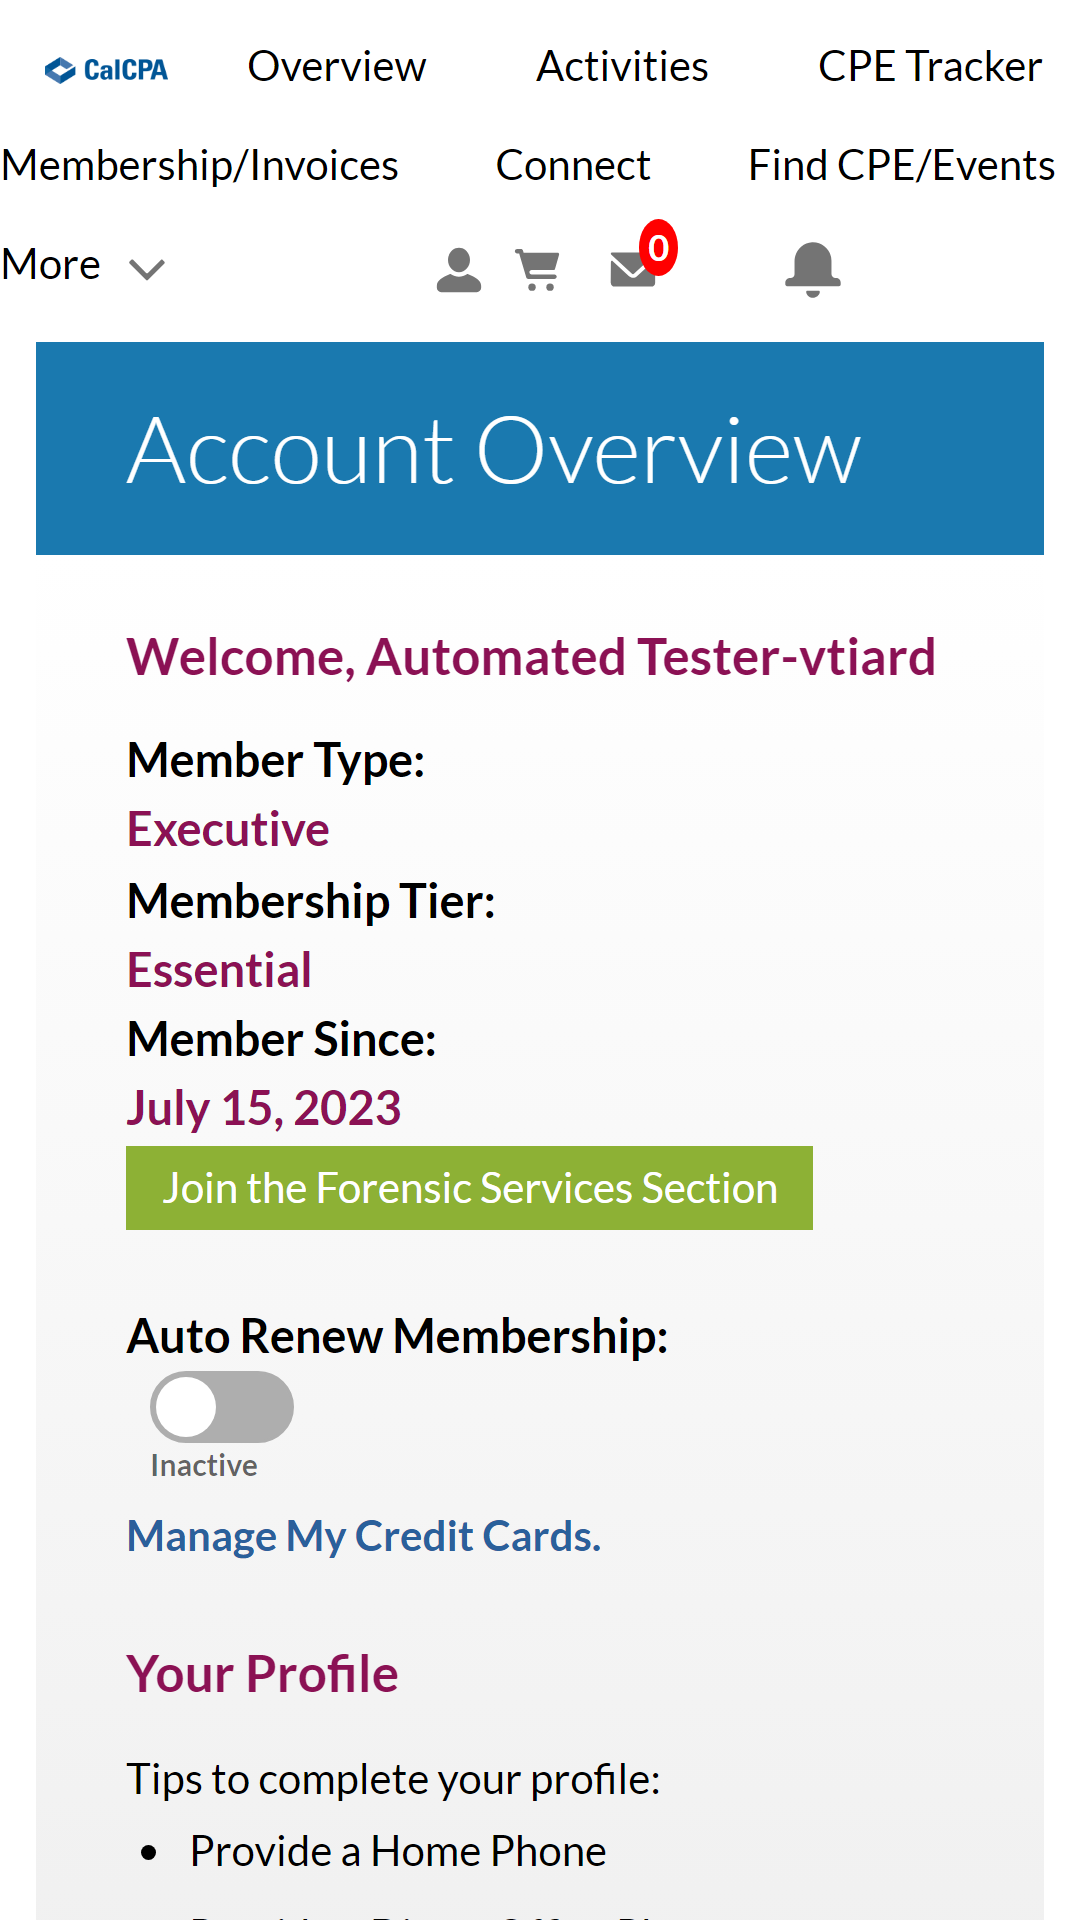 CalCPA Overview Activities CPE Tracker
Membership/Invoices Connect Find CPE/Events
More 0
Account Overview
Welcome, Automated Tester-vtiard
Member Type:
Executive
Membership Tier:
Essential
Member Since:
July 15, 2023
Join the Forensic Services Section
Auto Renew Membership:
Inactive
Manage My Credit Cards.
Your Profile
Tips to complete your profile:
• Provide a Home Phone